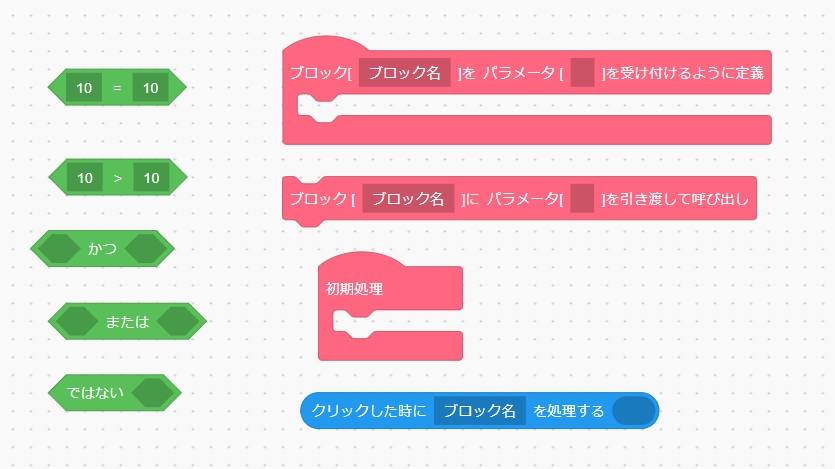 10 = 10
10 > 10
かつ
または
ではない
ブロック[ ブロック名 ]を パラメータ [ ]を受け付けるように定義
ブロック [ ブロック名 ]に パラメータ[ ]を引き渡して呼び出し
初期処理
クリックした時に ブロック名 を処理する